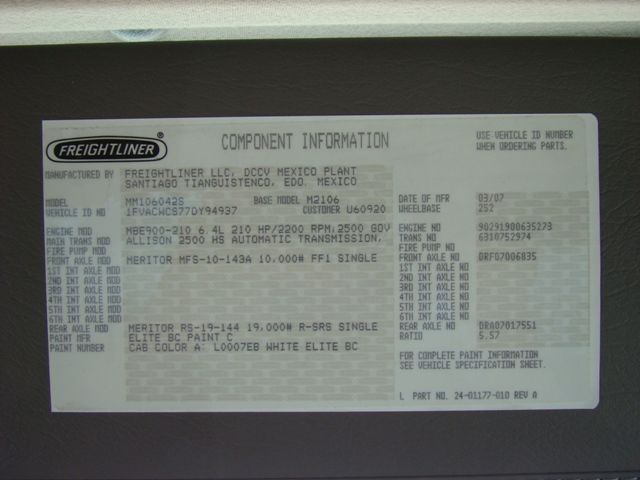 FREIGHTLINER®
COMPONENT INFORMATION
USE VEHICLE ID NUMBER
WHEN ORDERING PARTS.
MANUFACTURED BY FREIGHTLINER LLC, DCCV MEXICO PLANT
SANTIAGO TIANGUISTENCO, EDO. MEXICO
MODEL MM106042S BASE MODEL M2106
VEHICLE ID NO 1FVACWCS77DY94937 CUSTOMER U60920
DATE OF MFR 03/07
WHEELBASE 252
ENGINE MOD MBE900-210 6.4L 210 HP/2200 RPM;2500 GOV
MAIN TRANS MOD ALLISON 2500 HS AUTOMATIC TRANSMISSION,
FIRE PUMP MOD
FRONT AXLE MOD MERITOR MFS-10-143A 10,000# FF1 SINGLE
1ST INT AXLE MOD
2ND INT AXLE MOD
3RD INT AXLE MOD
4TH INT AXLE MOD
5TH INT AXLE MOD
6TH INT AXLE MOD
REAR AXLE MOD MERITOR RS-19-144 19,000# R-SRS SINGLE
PAINT MFR ELITE BC PAINT C
PAINT NUMBER CAB COLOR A: L0007EB WHITE ELITE BC
ENGINE NO 90291900635273
TRANS NO 6310752974
FIRE PUMP NO
FRONT AXLE NO DRF07006835
1ST INT AXLE NO
2ND INT AXLE NO
3RD INT AXLE NO
4TH INT AXLE NO
5TH INT AXLE NO
6TH INT AXLE NO
REAR AXLE NO DRA07017551
RATIO 5.57
FOR COMPLETE PAINT INFORMATION
SEE VEHICLE SPECIFICATION SHEET.
L PART NO. 24-01177-010 REV A